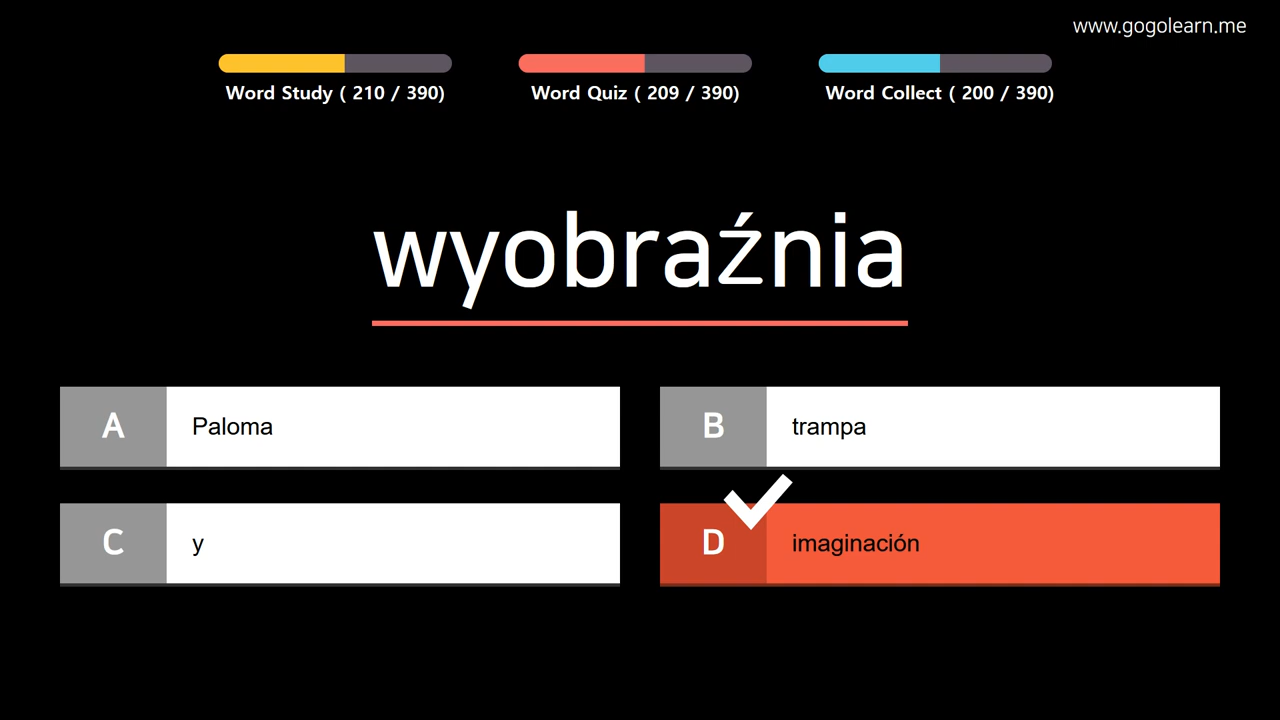 www.gogolearn.me
Word Study ( 210 / 390)
Word Quiz ( 209 / 390)
Word Collect ( 200 / 390)
wyobraźnia
A Paloma
B trampa
C y
D imaginación